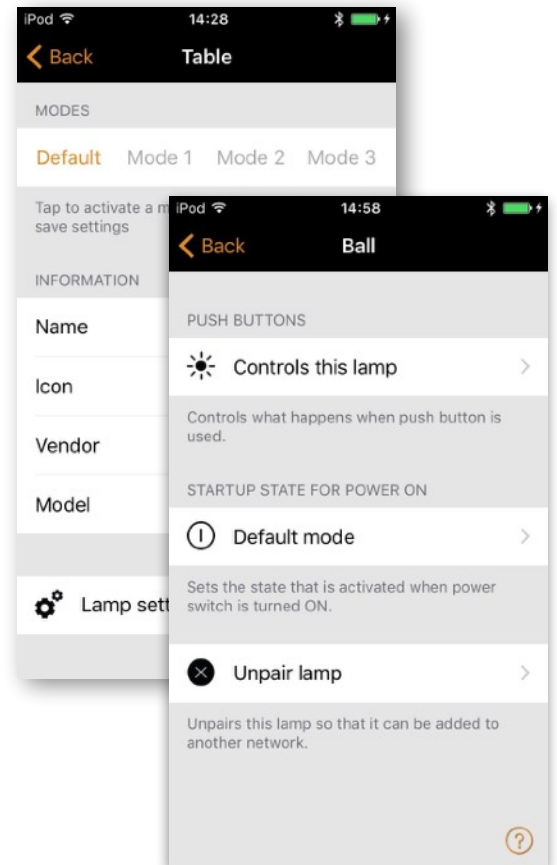 iPod 14:28
Back Table
MODES
Default Mode 1 Mode 2 Mode 3
Tap to activate a
save settings
INFORMATION
Name
Icon
Vendor
Model
Lamp
iPod 14:58
Back Ball
PUSH BUTTONS
Controls this lamp
Controls what happens when push button is
used.
STARTUP STATE FOR POWER ON
Default mode
Sets the state that is activated when power
switch is turned ON.
Unpair lamp
Unpairs this lamp so that it can be added to
another network.
?